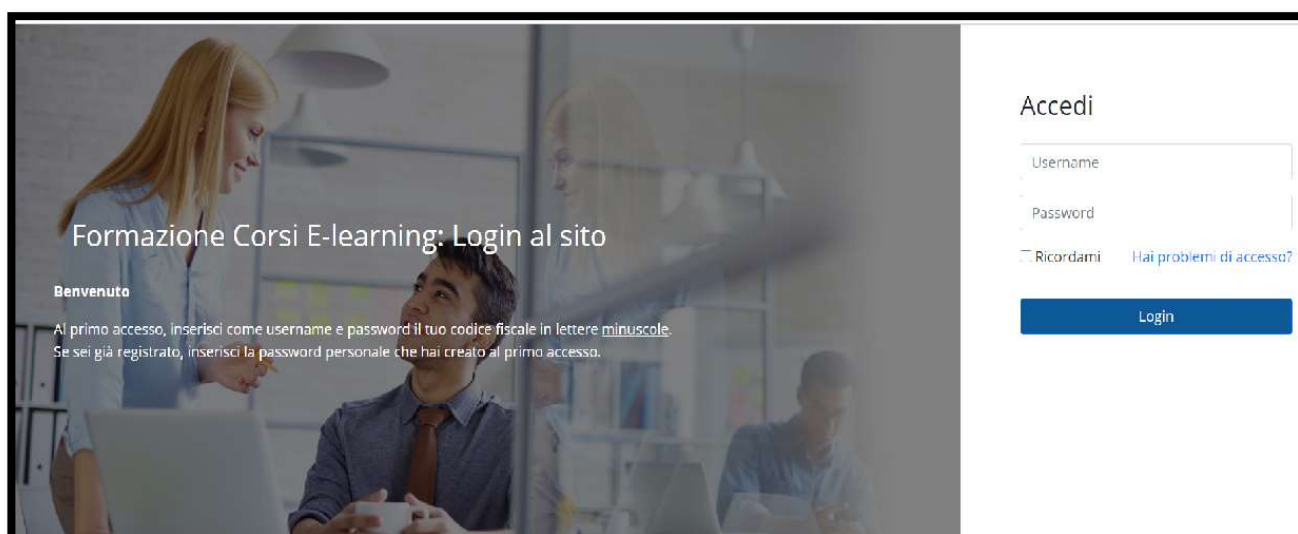 Formazione Corsi E-learning: Login al sito
Benvenuto
Al primo accesso, inserisci come username e password il tuo codice fiscale in lettere minuscole.
Se sei già registrato, inserisci la password personale che hai creato al primo accesso.
Accedi
Username
Password
Ricordami
Hai problemi di accesso?
Login